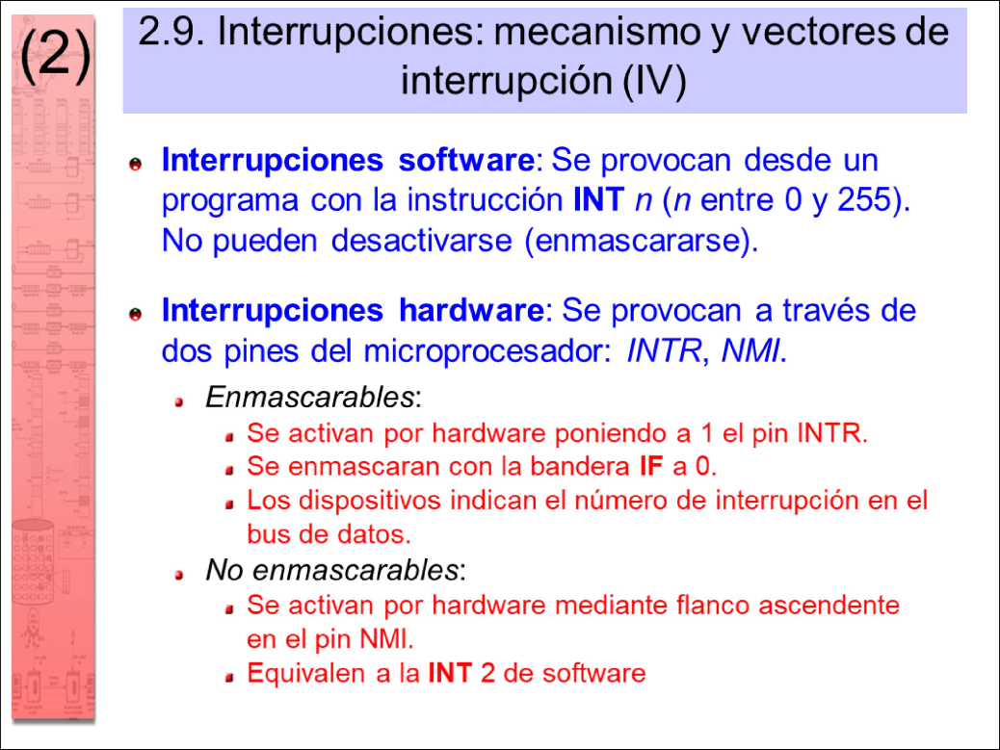 (2)
2.9. Interrupciones: mecanismo y vectores de
interrupción (IV)
Interrupciones software: Se provocan desde un
programa con la instrucción INT n (n entre 0 y 255).
No pueden desactivarse (enmascararse).
Interrupciones hardware: Se provocan a través de
dos pines del microprocesador: INTR, NMI.
Enmascarables:
Se activan por hardware poniendo a 1 el pin INTR.
Se enmascaran con la bandera IF a 0.
Los dispositivos indican el número de interrupción en el
bus de datos.
No enmascarables:
Se activan por hardware mediante flanco ascendente
en el pin NMI.
Equivalen a la INT 2 de software